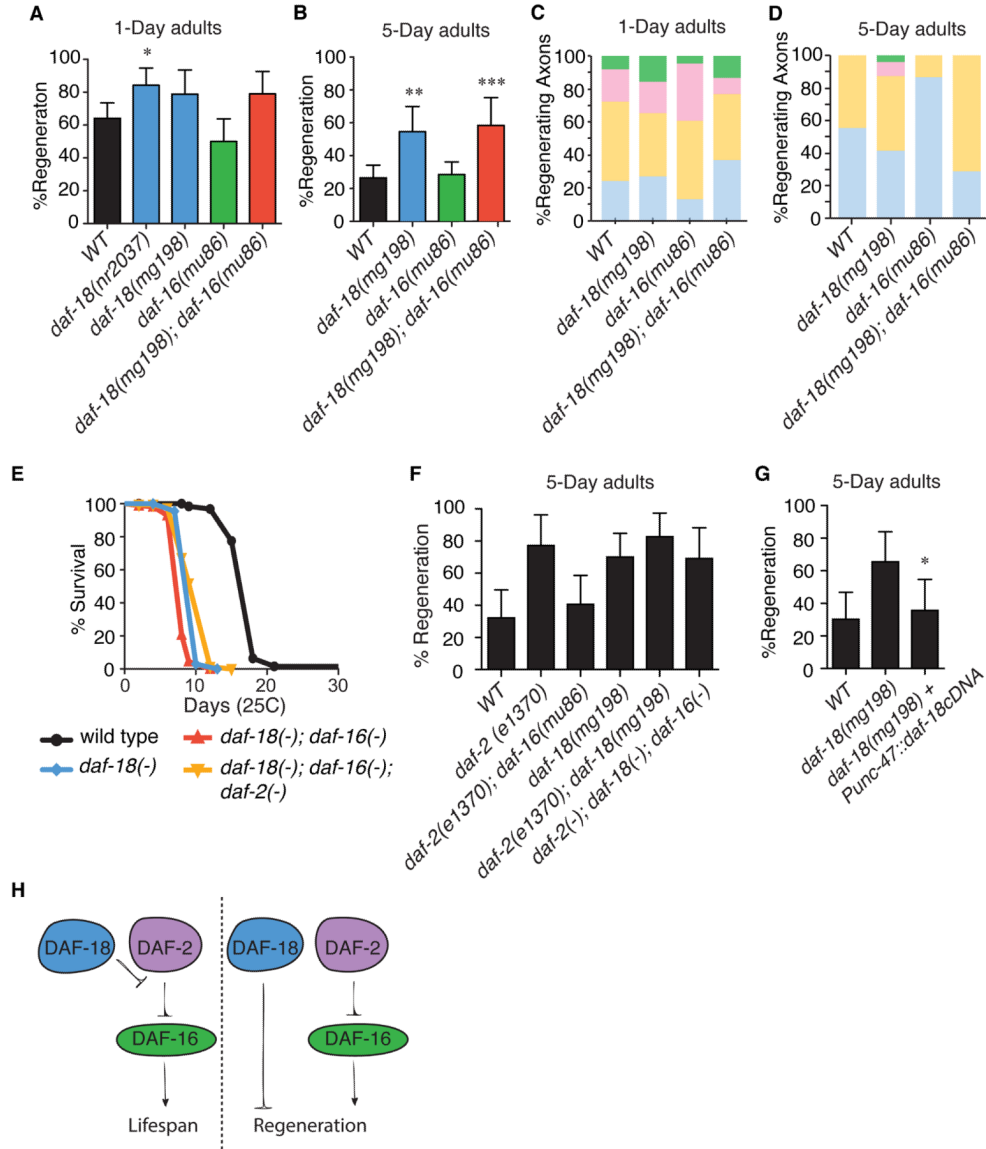 A
1-Day adults
%Regeneraton
100
80
60
40
20
0
*
WT
daf-18(nr2037)
daf-18(mg198)
daf-16(mu86)
daf-18(mg198); daf-16(mu86)
B
5-Day adults
%Regeneration
100
80
60
40
20
0
**
***
WT
daf-18(mg198)
daf-16(mu86)
daf-18(mg198); daf-16(mu86)
C
1-Day adults
%Regenerating Axons
100
80
60
40
20
0
WT
daf-18(mg198)
daf-16(mu86)
daf-18(mg198); daf-16(mu86)
D
5-Day adults
%Regenerating Axons
100
80
60
40
20
0
WT
daf-18(mg198)
daf-16(mu86)
daf-18(mg198); daf-16(mu86)
E
% Survival
100
80
60
40
20
0
0
10
20
30
Days (25C)
wild type
daf-18(-)
daf-18(-); daf-16(-)
daf-18(-); daf-16(-);
daf-2(-)
F
5-Day adults
% Regeneration
100
80
60
40
20
0
WT
daf-2 (e1370)
daf-2(e1370); daf-16(mu86)
daf-18(mg198)
daf-2(e1370); daf-18(mg198)
daf-2(-); daf-18(-); daf-16(-)
G
5-Day adults
%Regeneration
100
80
60
40
20
0
*
WT
daf-18(mg198)
daf-18(mg198) +
Punc-47::daf-18cDNA
H
DAF-18
DAF-2
DAF-16
Lifespan
DAF-18
DAF-2
DAF-16
Regeneration